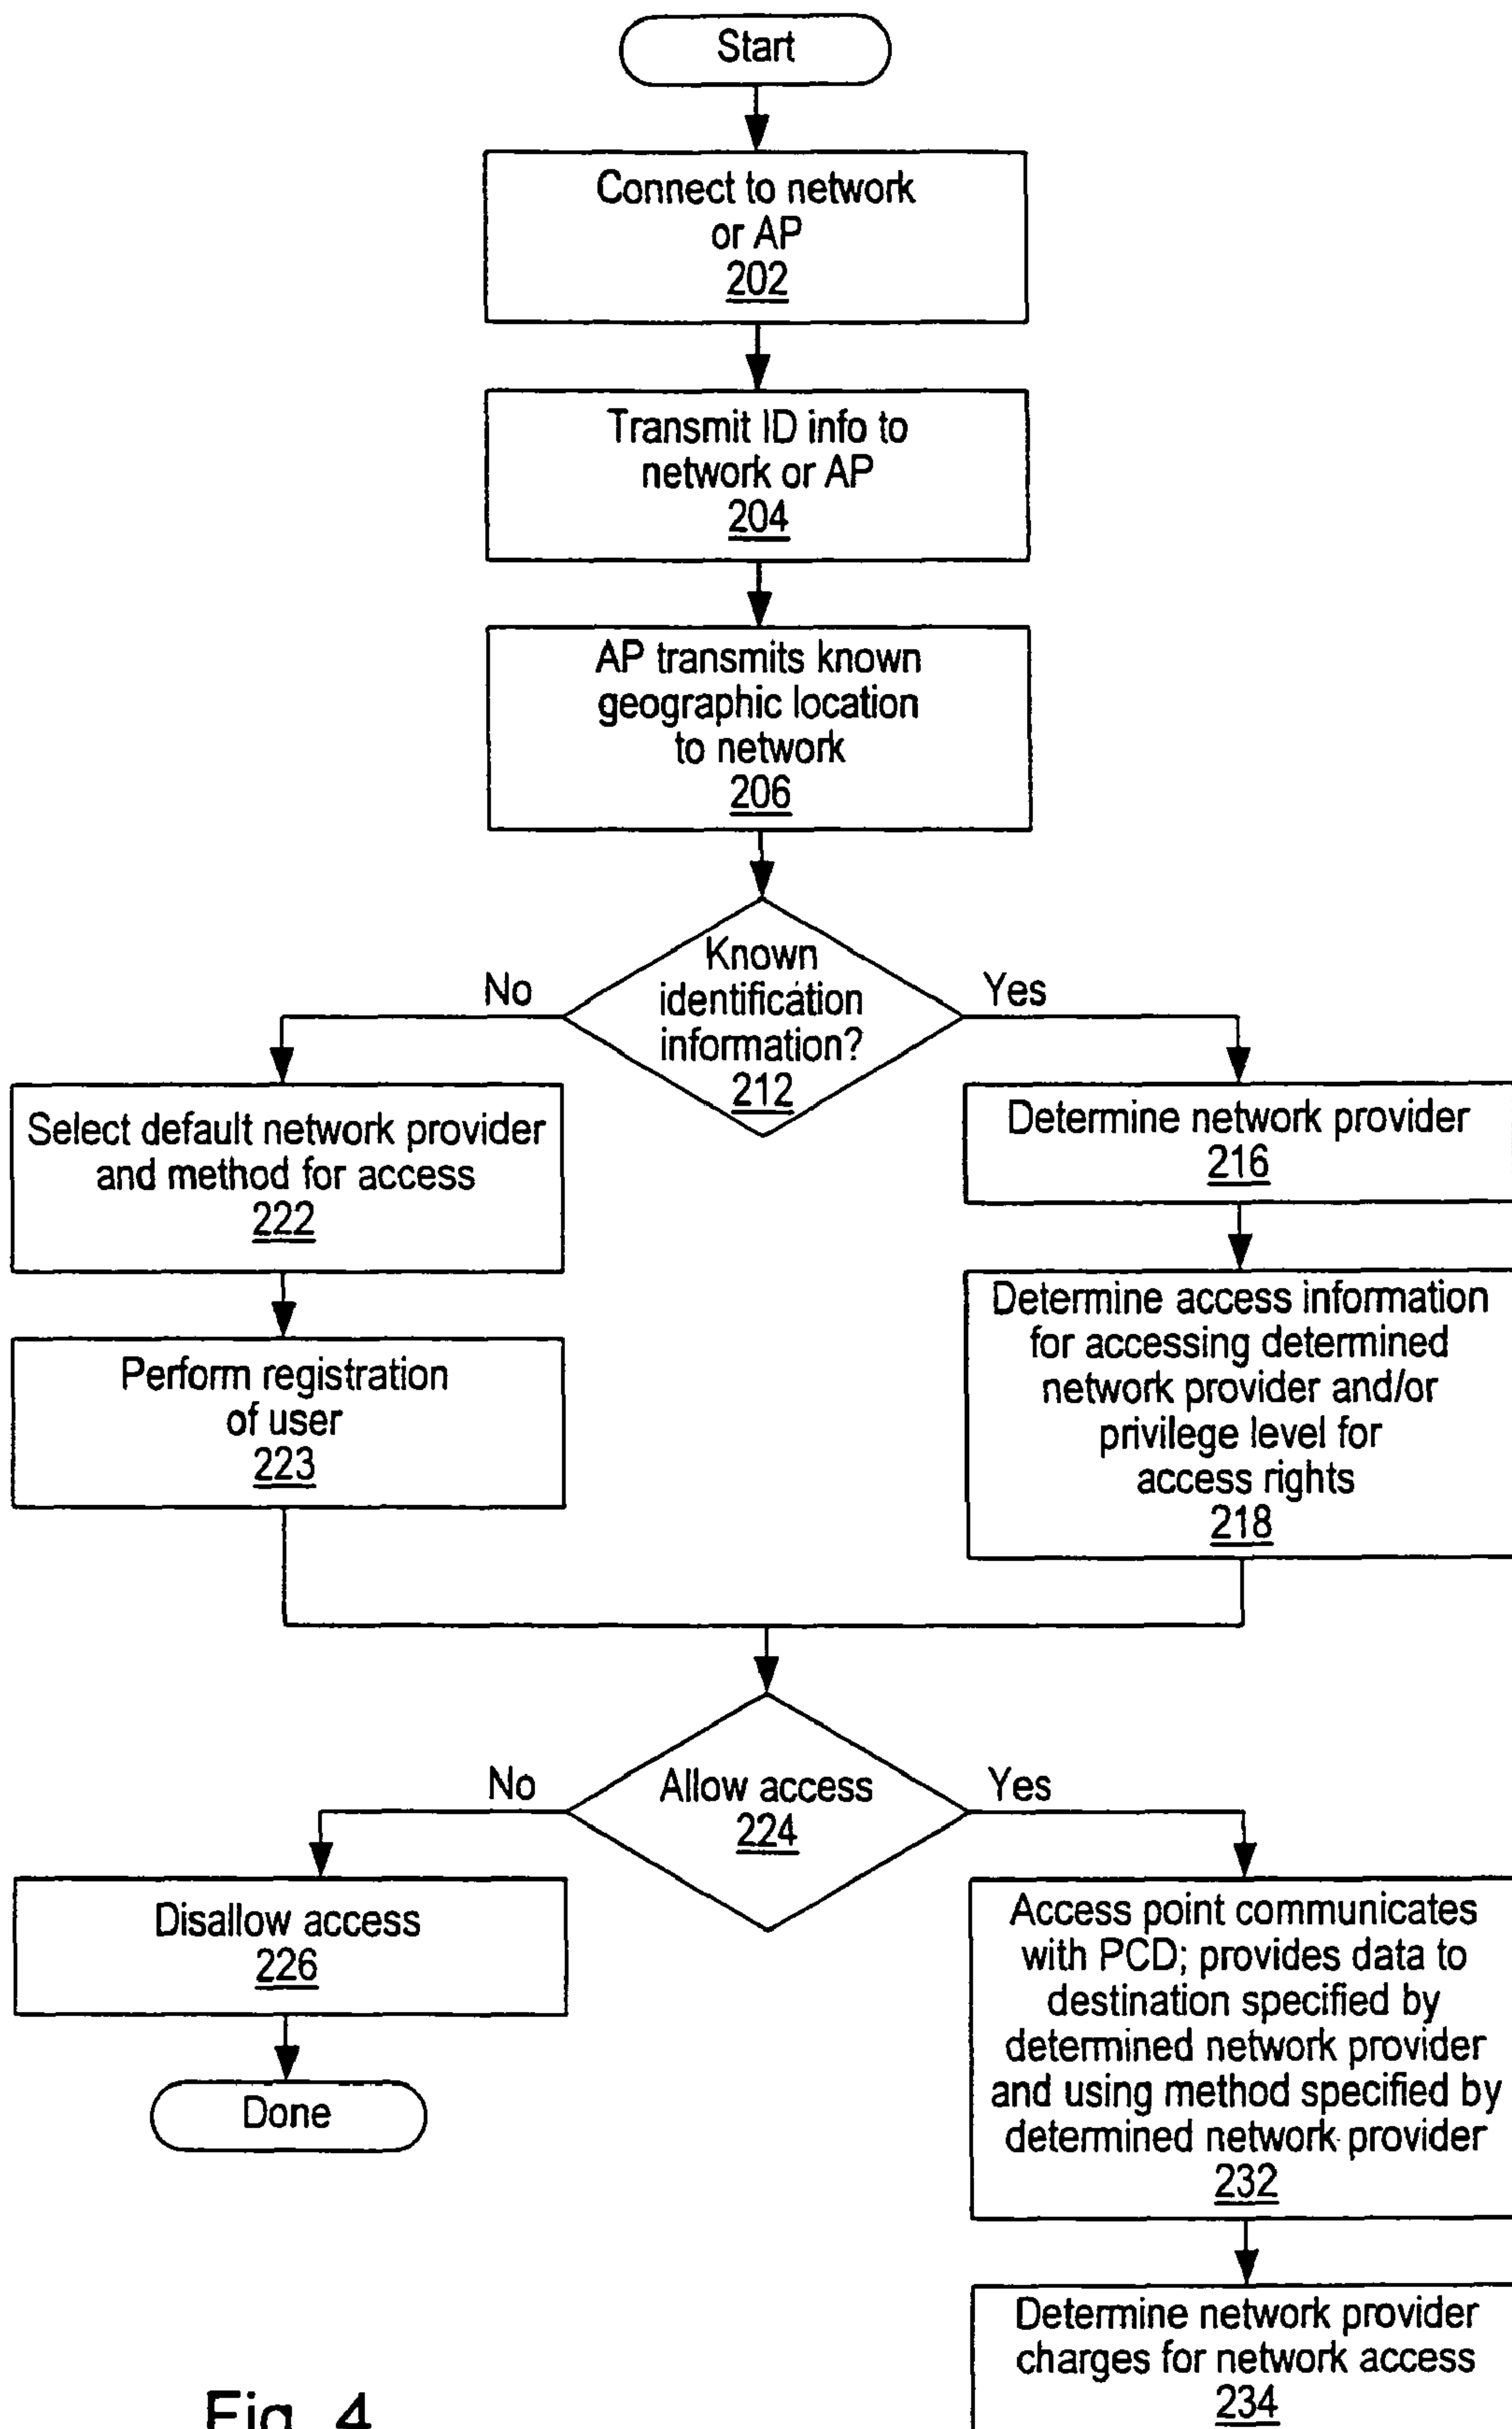 Start
Connect to network
or AP
202
Transmit ID info to
network or AP
204
AP transmits known
geographic location
to network
206
Known
identification
information?
212
No
Yes
Select default network provider
and method for access
222
Determine network provider
216
Perform registration
of user
223
Determine access information
for accessing determined
network provider and/or
privilege level for
access rights
218
Allow access
224
No
Yes
Disallow access
226
Done
Access point communicates
with PCD; provides data to
destination specified by
determined network provider
and using method specified by
determined network provider
232
Determine network provider
charges for network access
234
Fig. 4